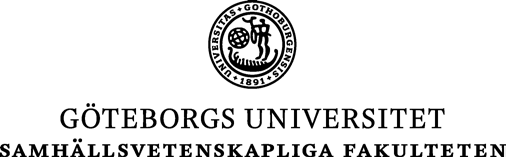 UNIVERSITAS • GOTHOBURGENSIS • 1891 •
GÖTEBORGS UNIVERSITET
SAMHÄLLSVETENSKAPLIGA FAKULTETEN